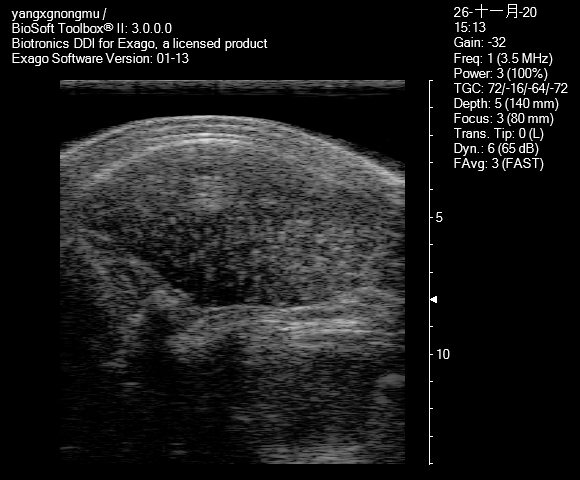 yangxgnongmu /
BioSoft Toolbox® II: 3.0.0.0
Biotronics DDI for Exago, a licensed product
Exago Software Version: 01-13
26-十一月-20
15:13
Gain: -32
Freq: 1 (3.5 MHz)
Power: 3 (100%)
TGC: 72/-16/-64/-72
Depth: 5 (140 mm)
Focus: 3 (80 mm)
Trans. Tip: 0 (L)
Dyn.: 6 (65 dB)
FAvg: 3 (FAST)
5
10